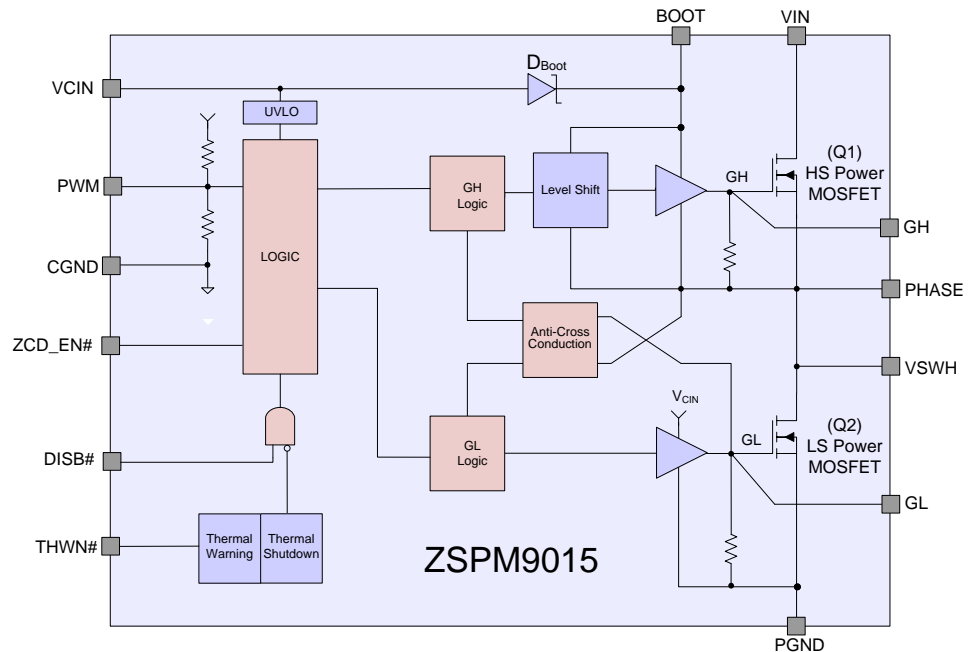 BOOT
VIN
VCIN
DBoot
UVLO
(Q1)
HS Power
MOSFET
GH
PWM
GH
Logic
Level Shift
GH
LOGIC
CGND
PHASE
Anti-Cross
Conduction
ZCD_EN#
VSWH
VCIN
(Q2)
LS Power
MOSFET
GL
GL
Logic
DISB#
GL
Thermal
Warning
Thermal
Shutdown
THWN#
ZSPM9015
PGND